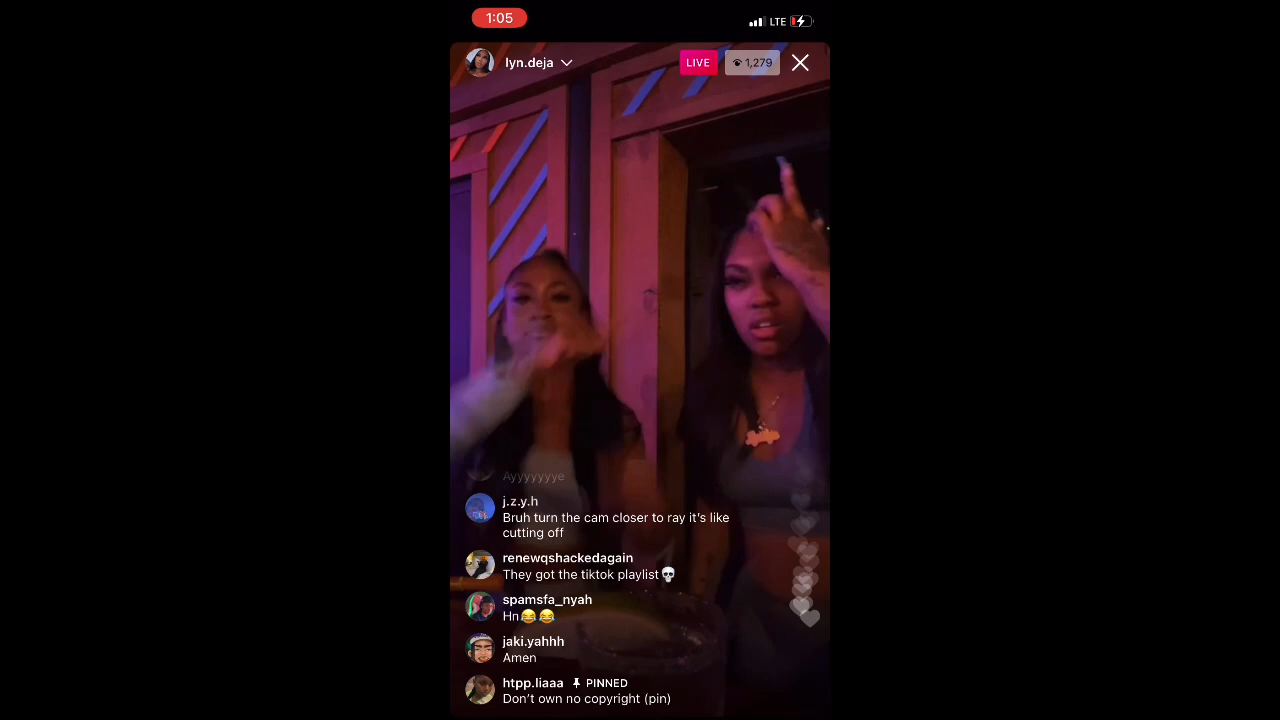 1:05
LTE
lyn.deja
LIVE
1,279
Ayyyyyyye
j.z.y.h
Bruh turn the cam closer to ray it's like
cutting off
renewqshackedagain
They got the tiktok playlist💀
spamsfa_nyah
Hn😂😂
jaki.yahhh
Amen
htpp.liaaa PINNED
Don't own no copyright (pin)